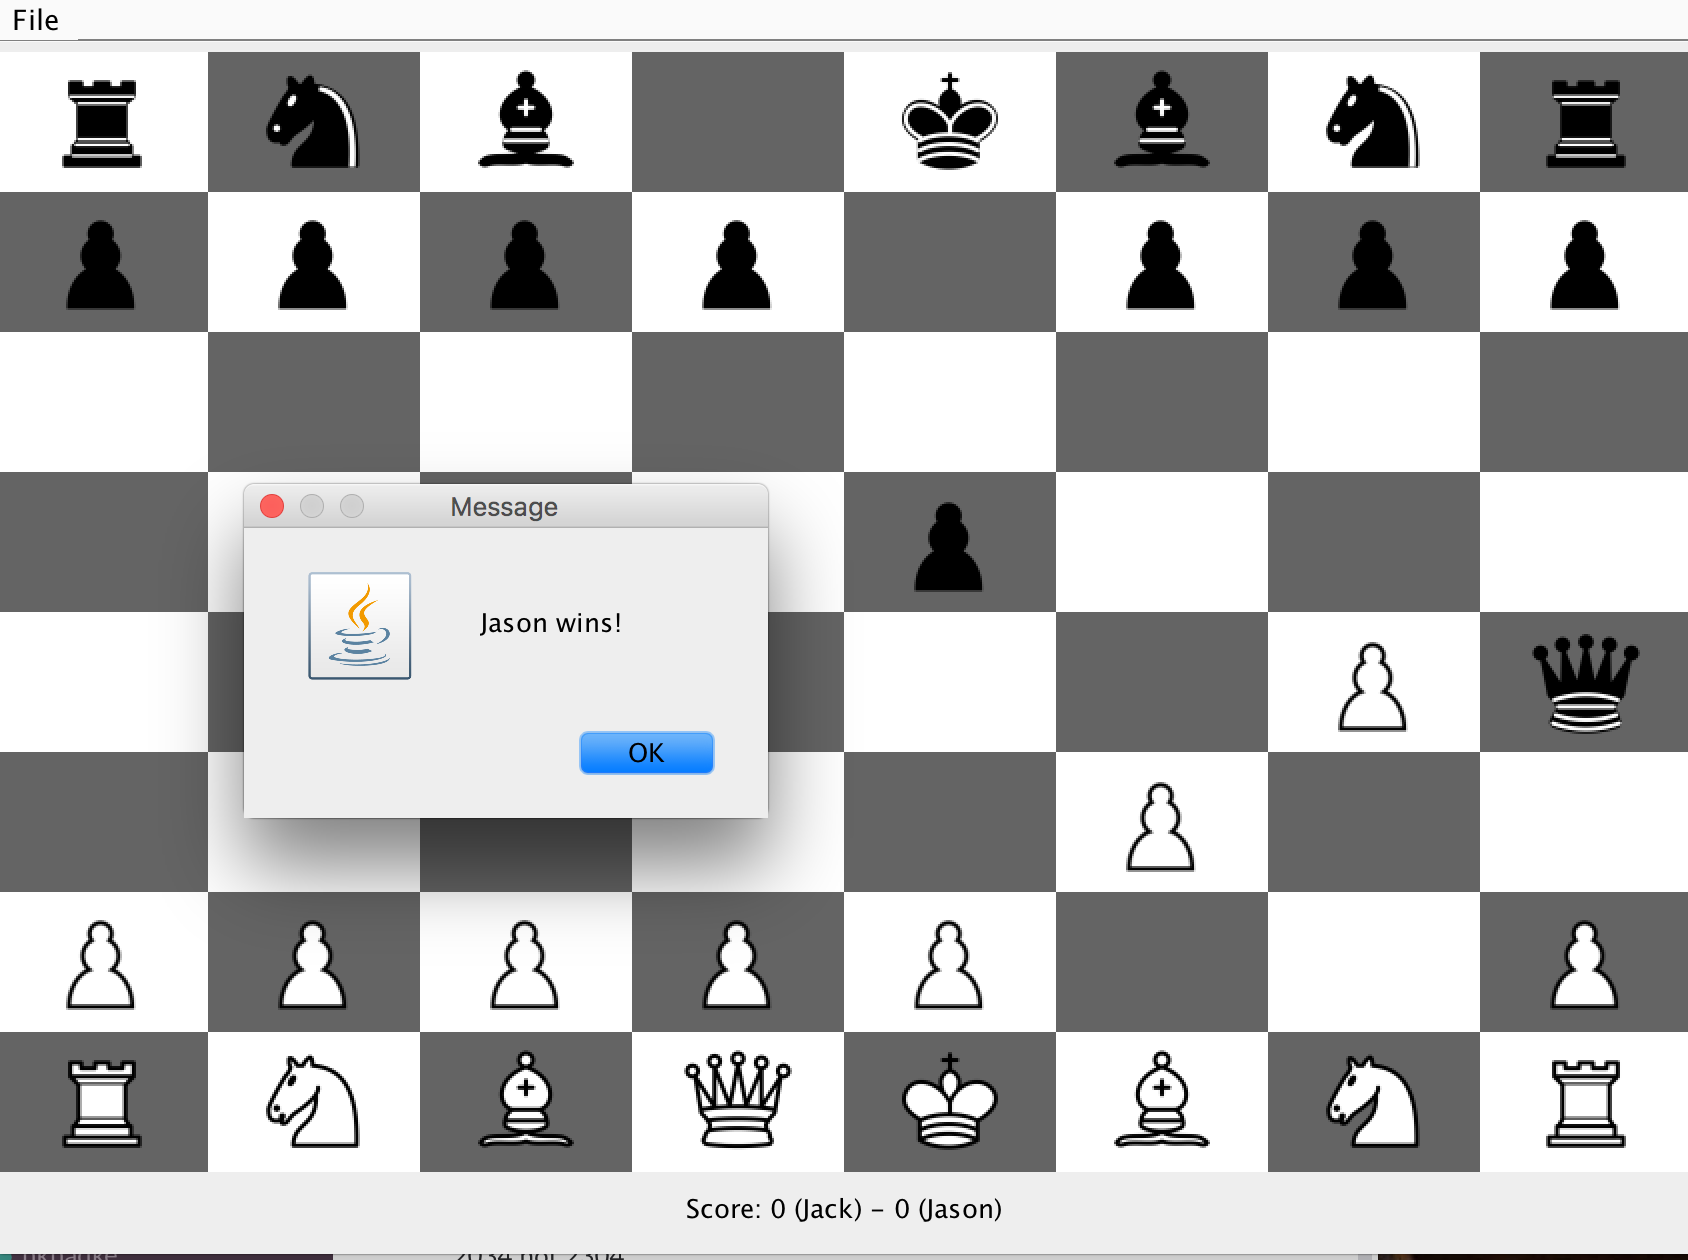 File
Message
Jason wins!
OK
Score: 0 (Jack) - 0 (Jason)